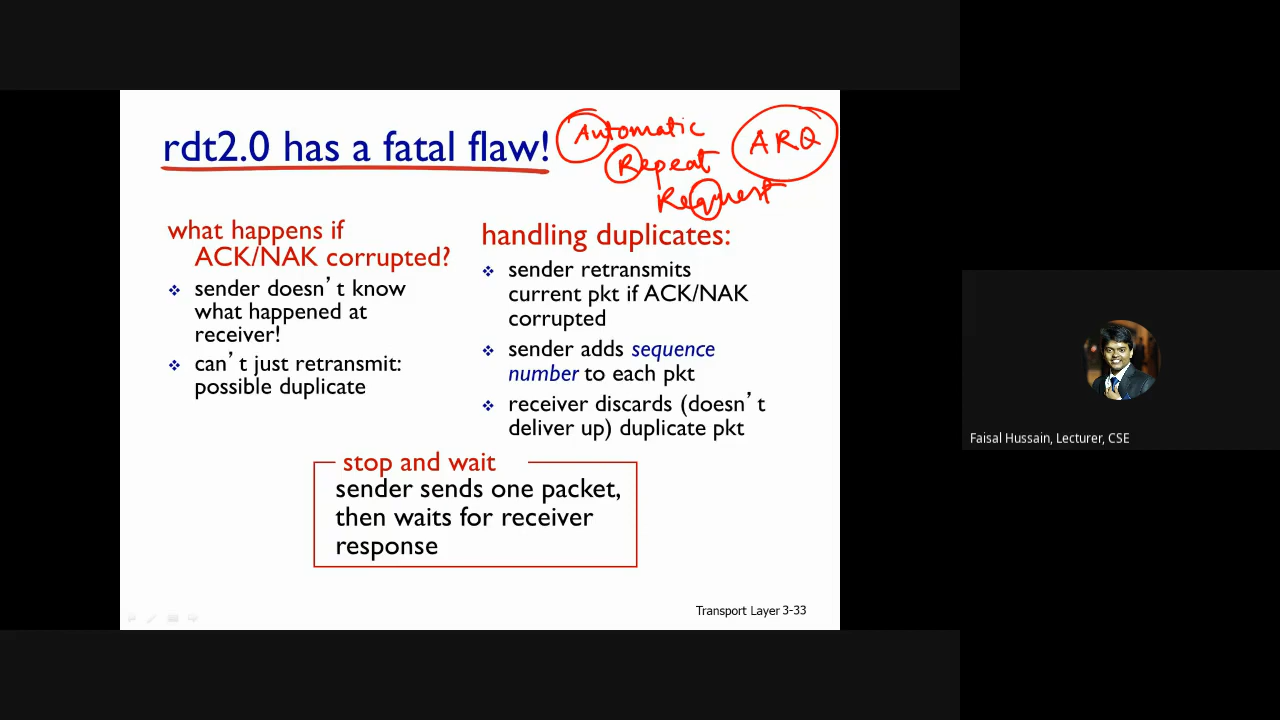 rdt2.0 has a fatal flaw!
Automatic
Repeat
Request
ARQ
what happens if
ACK/NAK corrupted?
❖ sender doesn't know
what happened at
receiver!
❖ can't just retransmit:
possible duplicate
handling duplicates:
❖ sender retransmits
current pkt if ACK/NAK
corrupted
❖ sender adds sequence
number to each pkt
❖ receiver discards (doesn't
deliver up) duplicate pkt
stop and wait
sender sends one packet,
then waits for receiver
response
Transport Layer 3-33
Faisal Hussain, Lecturer, CSE